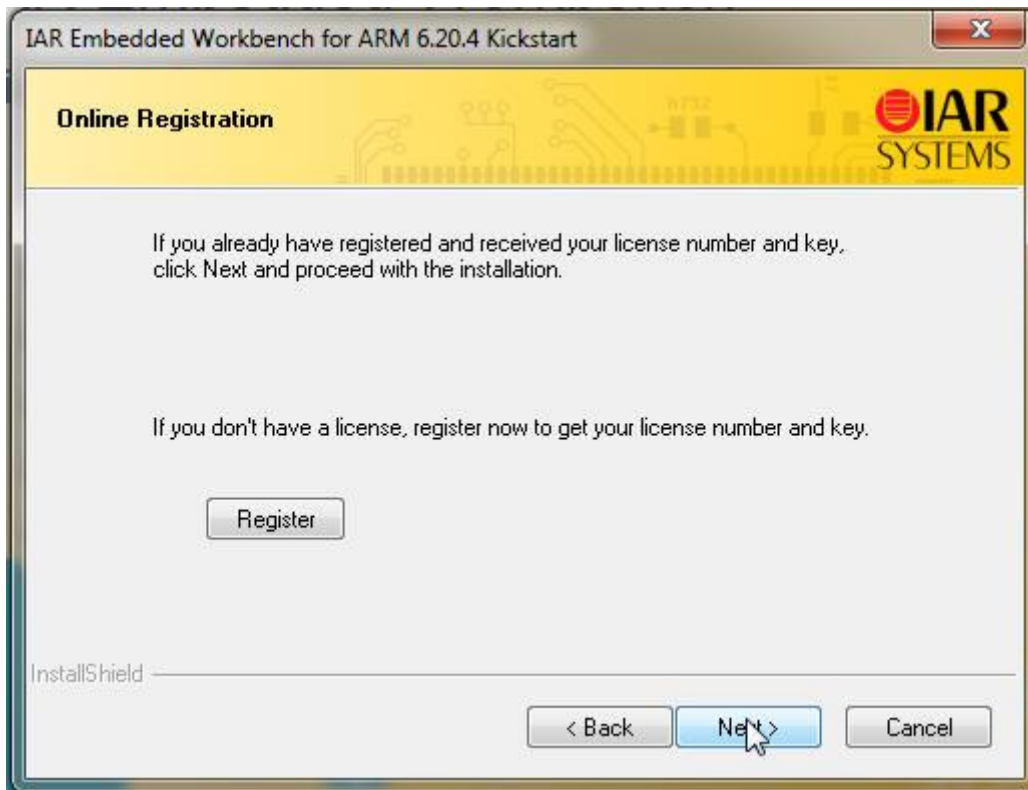 IAR Embedded Workbench for ARM 6.20.4 Kickstart
Online Registration
IAR
SYSTEMS
If you already have registered and received your license number and key,
click Next and proceed with the installation.
If you don't have a license, register now to get your license number and key.
Register
InstallShield
< Back
Next >
Cancel